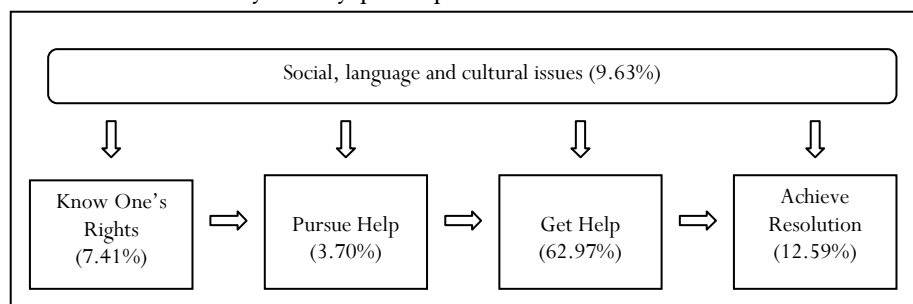 Social, language and cultural issues (9.63%)
Know One's
Rights
(7.41%)
Pursue Help
(3.70%)
Get Help
(62.97%)
Achieve
Resolution
(12.59%)